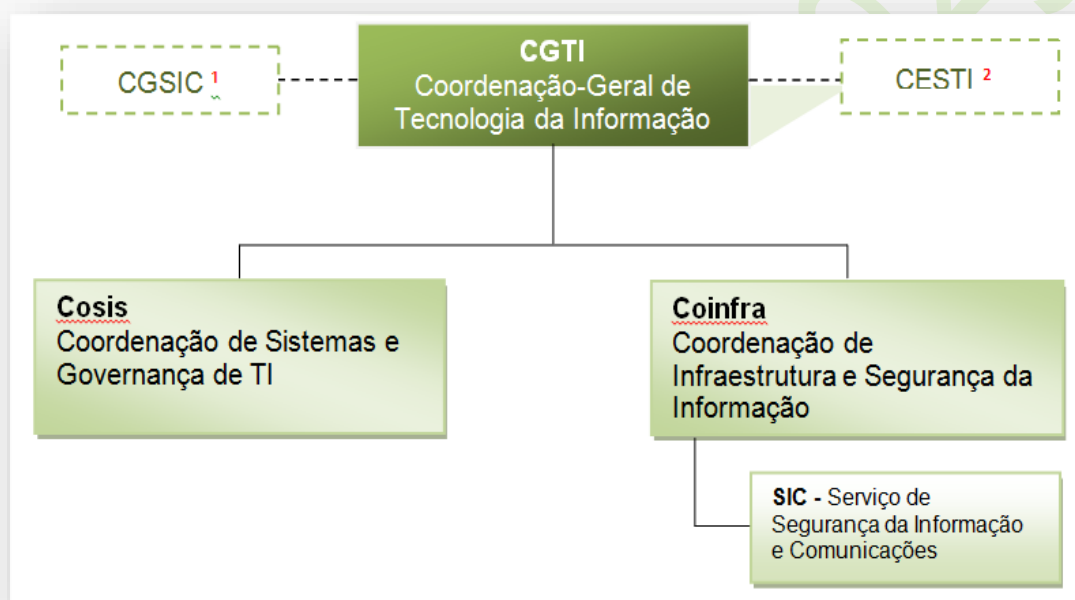 CGSIC 1
CGTI
Coordenação-Geral de
Tecnologia da Informação
CESTI 2
Cosis
Coordenação de Sistemas e
Governança de TI
Coinfra
Coordenação de
Infraestrutura e Segurança da
Informação
SIC - Serviço de
Segurança da Informação
e Comunicações